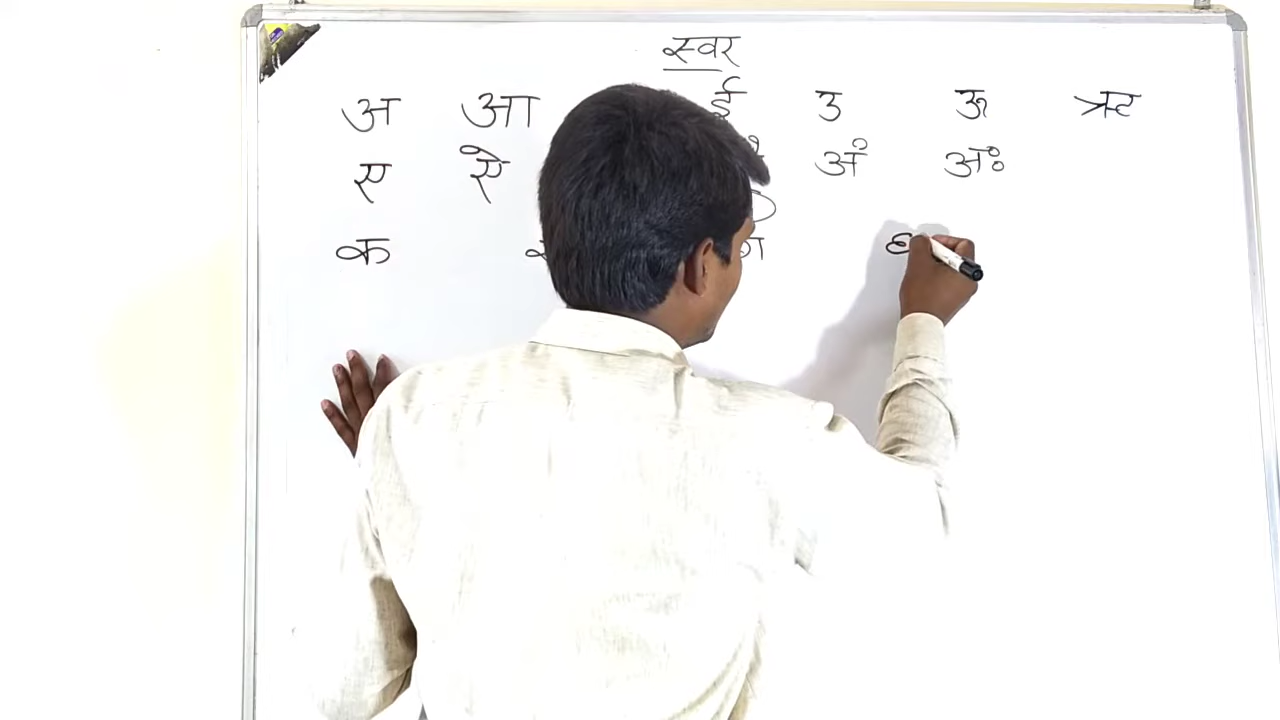 स्वर
अ आ ई उ ऊ ऋ
ए ऐ अं अः
क ग